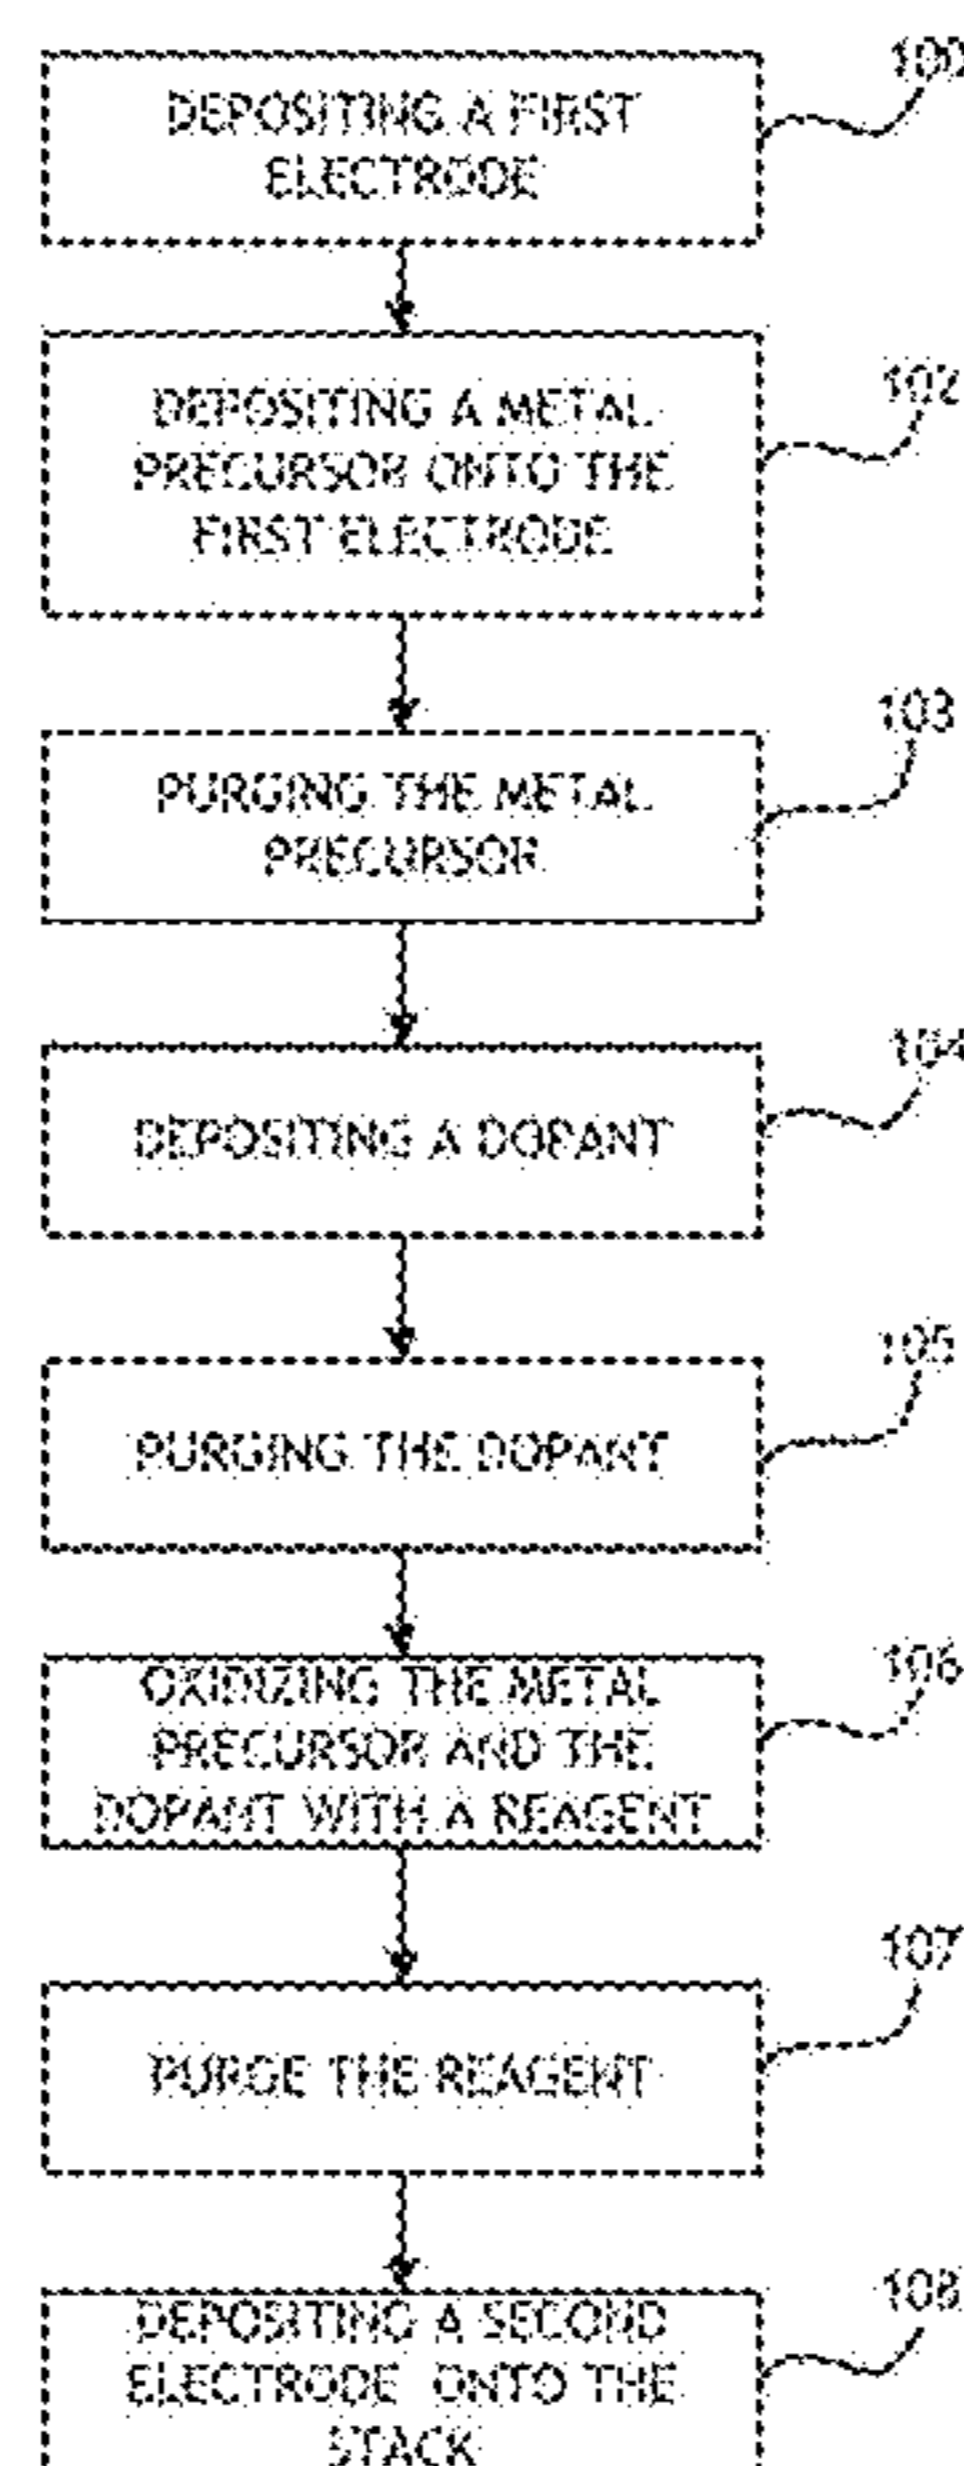 100
DEPOSITING A FIRST
ELECTRODE
102
DEPOSITING A METAL
PRECURSOR ONTO THE
FIRST ELECTRODE
103
PURGING THE METAL
PRECURSOR
104
DEPOSITING A DOPANT
105
PURGING THE DOPANT
106
OXIDIZING THE METAL
PRECURSOR AND THE
DOPANT WITH A REAGENT
107
PURGE THE REAGENT
108
DEPOSITING A SECOND
ELECTRODE ONTO THE
STACK